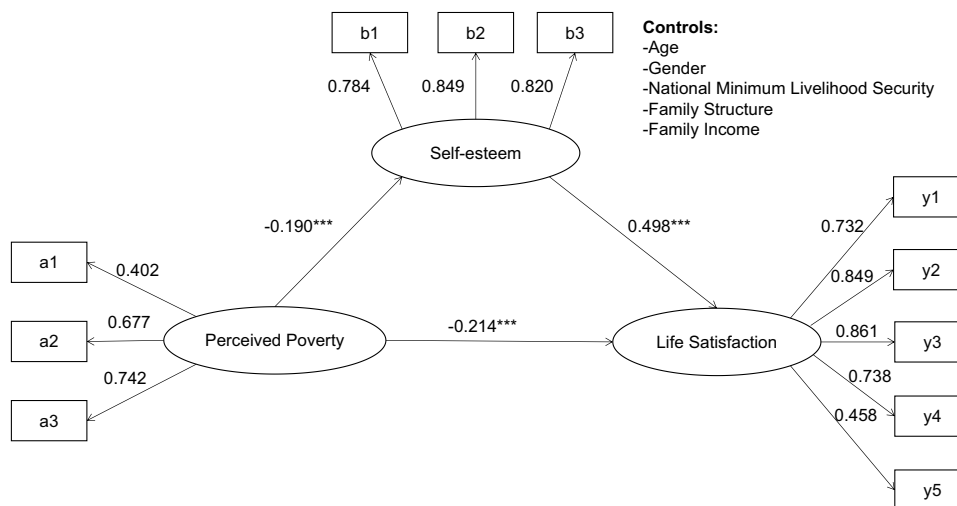 b1
b2
b3
Controls:
-Age
-Gender
-National Minimum Livelihood Security
-Family Structure
-Family Income
0.784
0.849
0.820
Self-esteem
-0.190***
0.498***
a1
a2
a3
0.402
0.677
0.742
Perceived Poverty
-0.214***
Life Satisfaction
0.732
0.849
0.861
0.738
0.458
y1
y2
y3
y4
y5